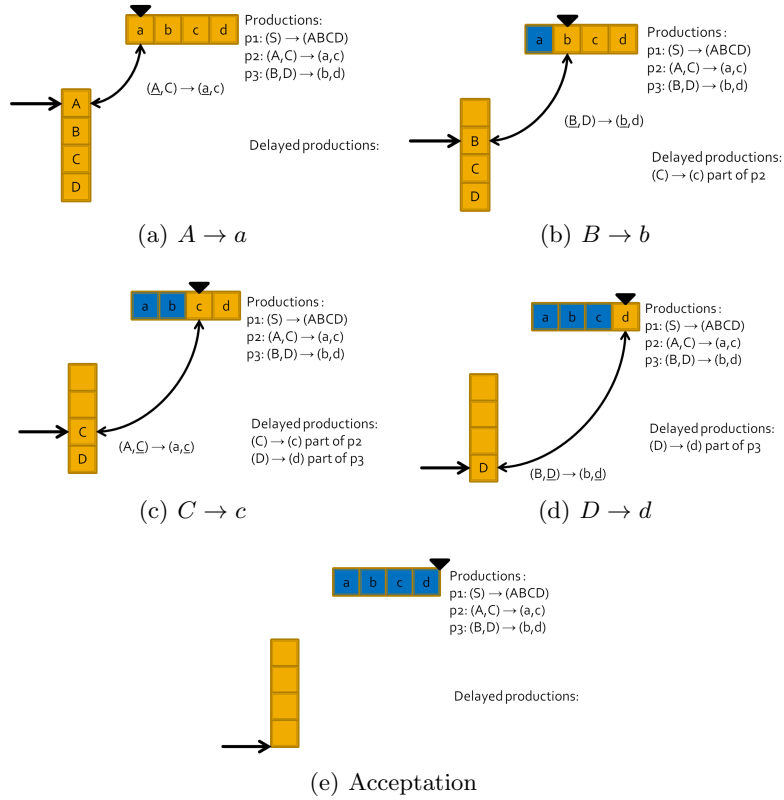 a b c d
Productions:
p1: (S) → (ABCD)
p2: (A,C) → (a,c)
p3: (B,D) → (b,d)
(A,C) → (a,c)
A
B
C
D
Delayed productions:
(a) A → a
a b c d
Productions :
p1: (S) → (ABCD)
p2: (A,C) → (a,c)
p3: (B,D) → (b,d)
(B,D) → (b,d)
B
C
D
Delayed productions:
(C) → (c) part of p2
(b) B → b
a b c d
Productions :
p1: (S) → (ABCD)
p2: (A,C) → (a,c)
p3: (B,D) → (b,d)
C
D
(A,C) → (a,c)
Delayed productions:
(C) → (c) part of p2
(D) → (d) part of p3
(c) C → c
a b c d
Productions :
p1: (S) → (ABCD)
p2: (A,C) → (a,c)
p3: (B,D) → (b,d)
Delayed productions:
(D) → (d) part of p3
D
(B,D) → (b,d)
(d) D → d
a b c d
Productions :
p1: (S) → (ABCD)
p2: (A,C) → (a,c)
p3: (B,D) → (b,d)
Delayed productions:
(e) Acceptation